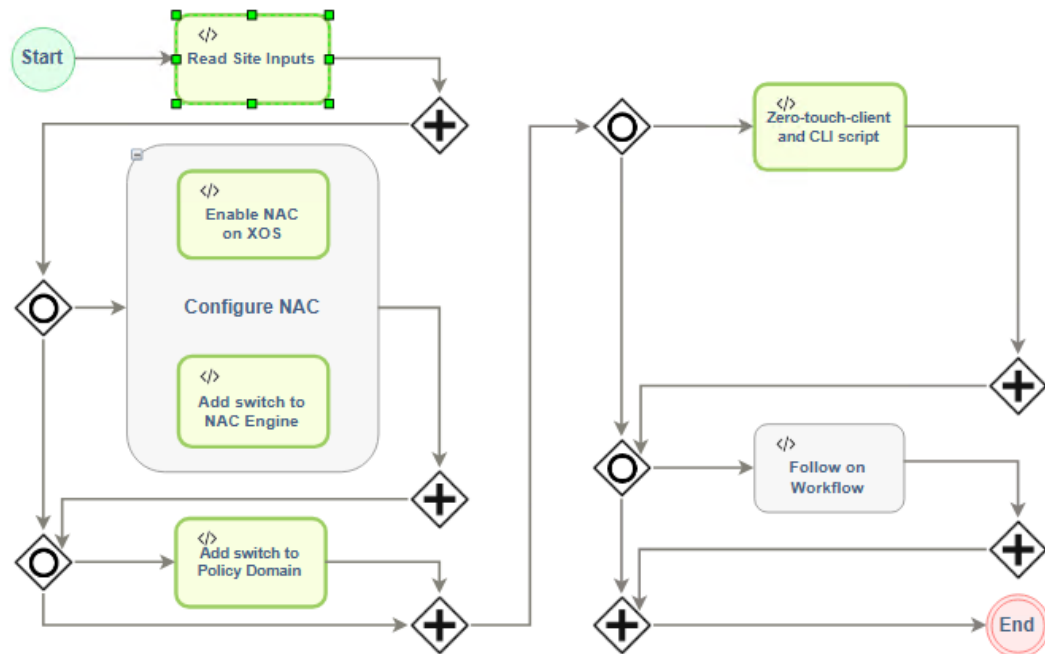 Start
</>
Read Site Inputs
</>
Enable NAC
on XOS
Configure NAC
</>
Add switch to
NAC Engine
</>
Add switch to
Policy Domain
</>
Zero-touch-client
and CLI script
</>
Follow on
Workflow
End